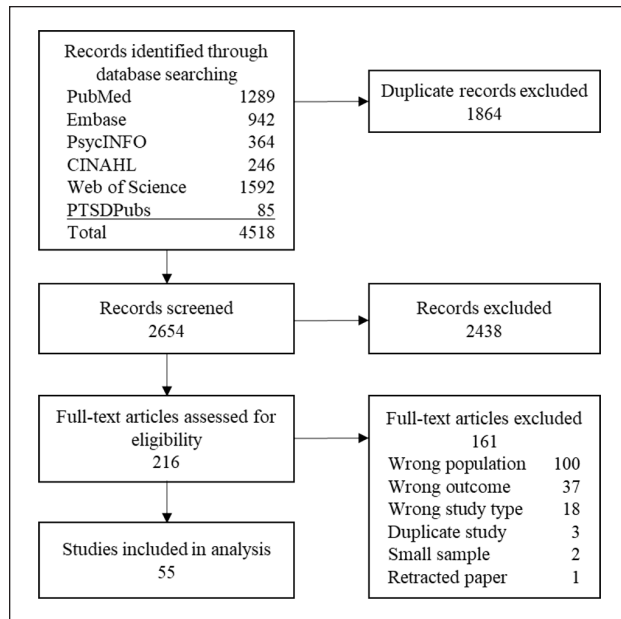 Records identified through
database searching
PubMed 1289
Embase 942
PsycINFO 364
CINAHL 246
Web of Science 1592
PTSDPubs 85
Total 4518
Duplicate records excluded
1864
Records screened
2654
Records excluded
2438
Full-text articles assessed for
eligibility
216
Full-text articles excluded
161
Wrong population 100
Wrong outcome 37
Wrong study type 18
Duplicate study 3
Small sample 2
Retracted paper 1
Studies included in analysis
55